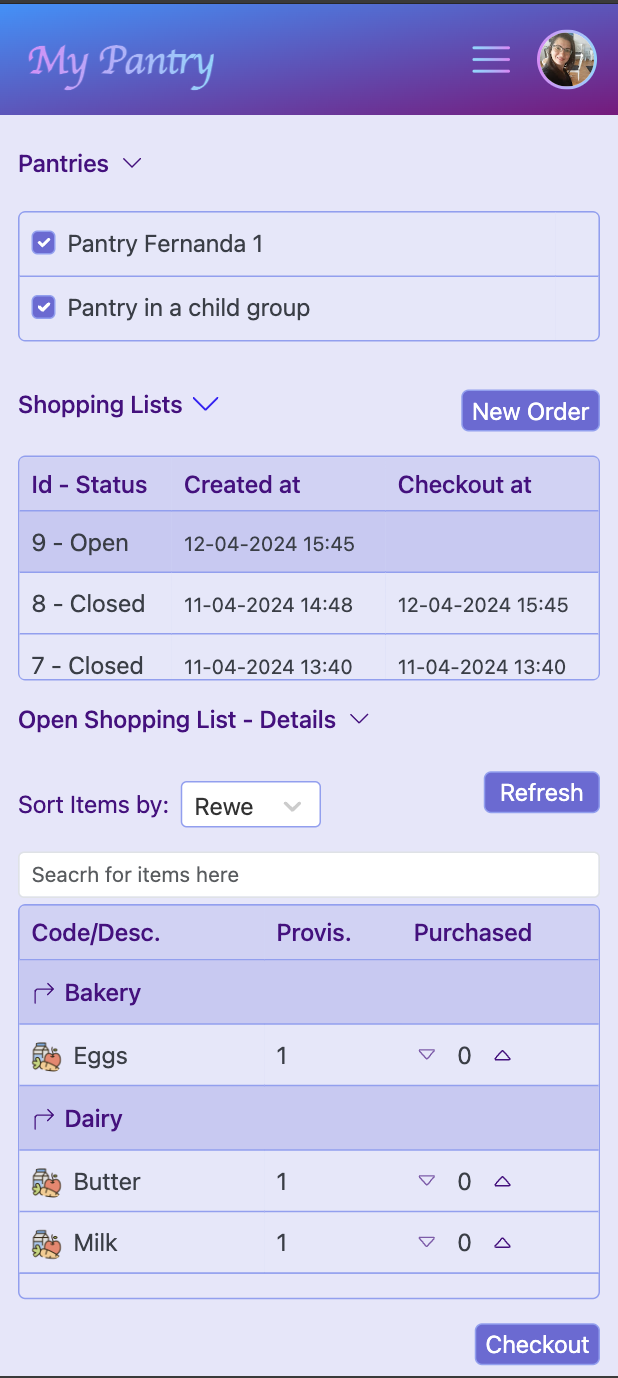 My Pantry
Pantries
Pantry Fernanda 1
Pantry in a child group
Shopping Lists
New Order
Id - Status Created at Checkout at
9 - Open 12-04-2024 15:45
8 - Closed 11-04-2024 14:48 12-04-2024 15:45
7 - Closed 11-04-2024 13:40 11-04-2024 13:40
Open Shopping List - Details
Sort Items by: Rewe Refresh
Seacrh for items here
Code/Desc. Provis. Purchased
Bakery
Eggs 1 0
Dairy
Butter 1 0
Milk 1 0
Checkout